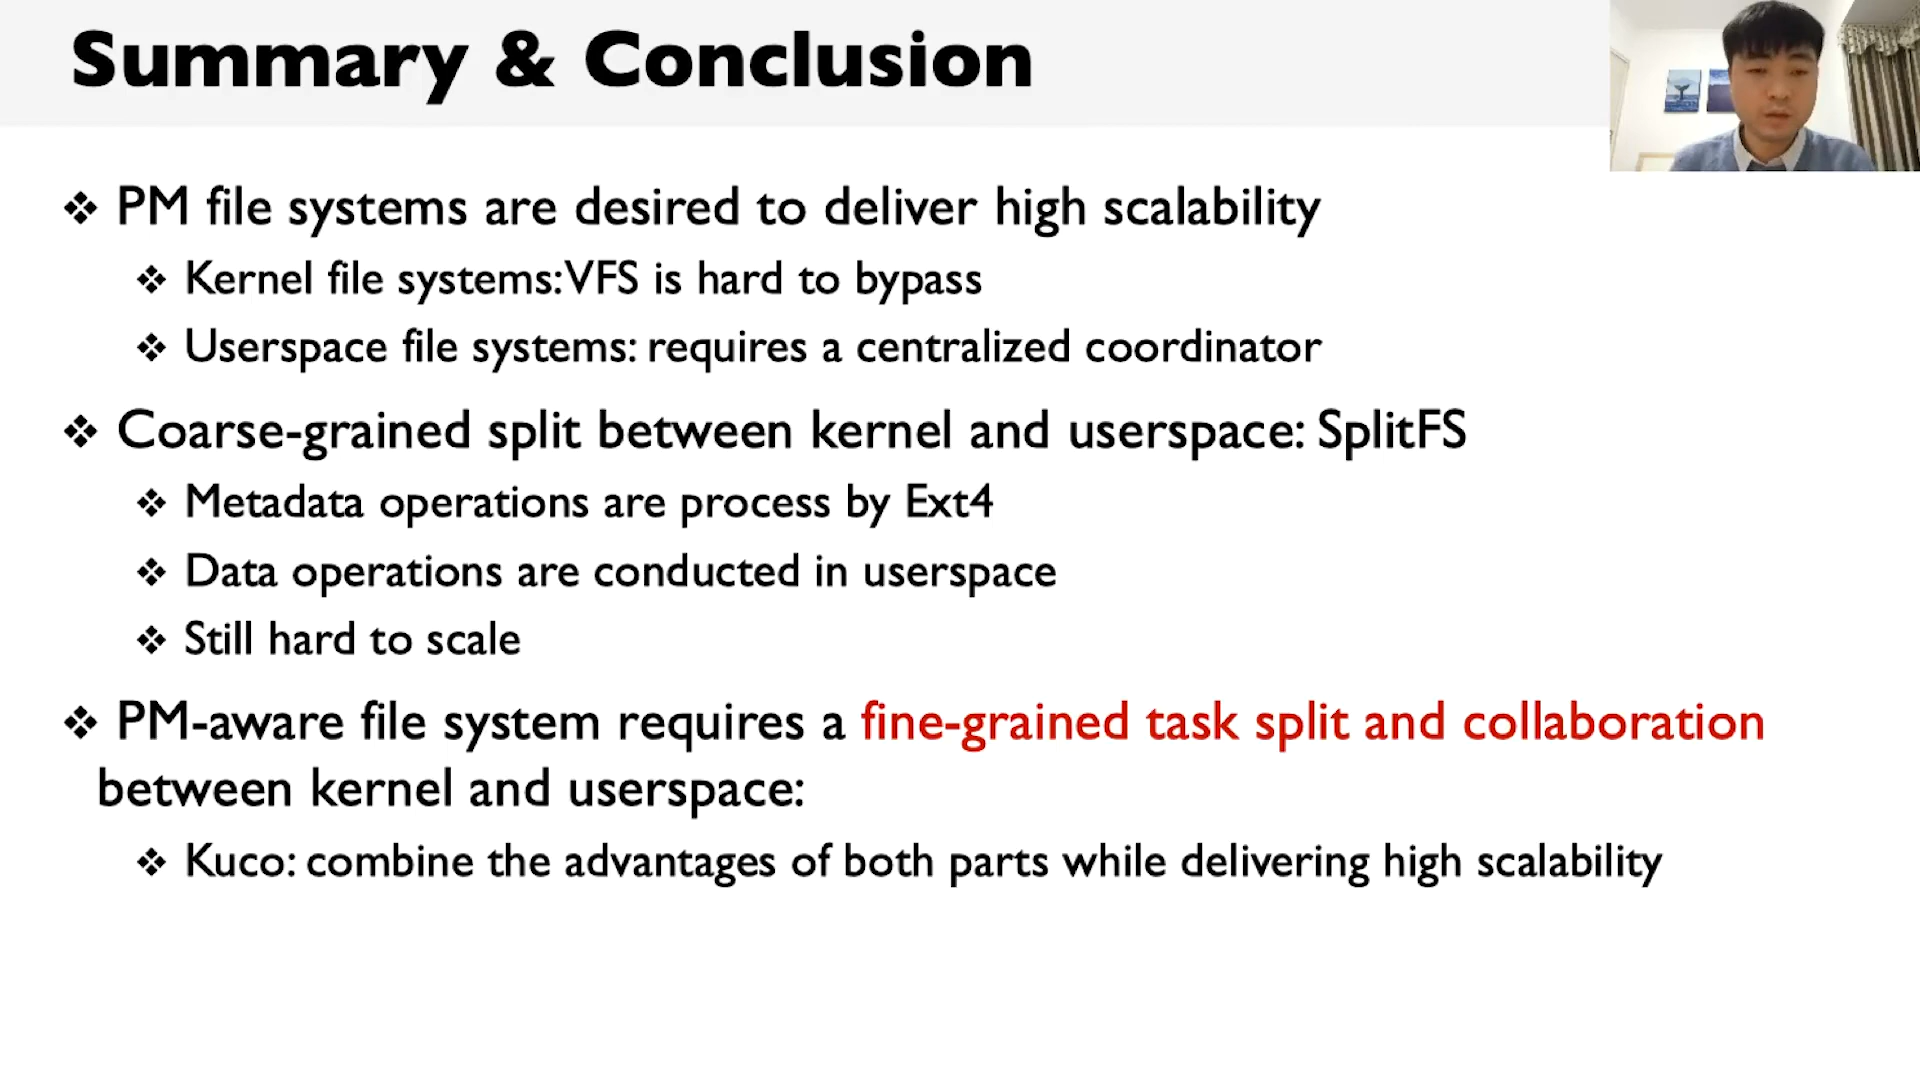 Summary & Conclusion
❖ PM file systems are desired to deliver high scalability
❖ Kernel file systems: VFS is hard to bypass
❖ Userspace file systems: requires a centralized coordinator
❖ Coarse-grained split between kernel and userspace: SplitFS
❖ Metadata operations are process by Ext4
❖ Data operations are conducted in userspace
❖ Still hard to scale
❖ PM-aware file system requires a fine-grained task split and collaboration
between kernel and userspace:
❖ Kuco: combine the advantages of both parts while delivering high scalability